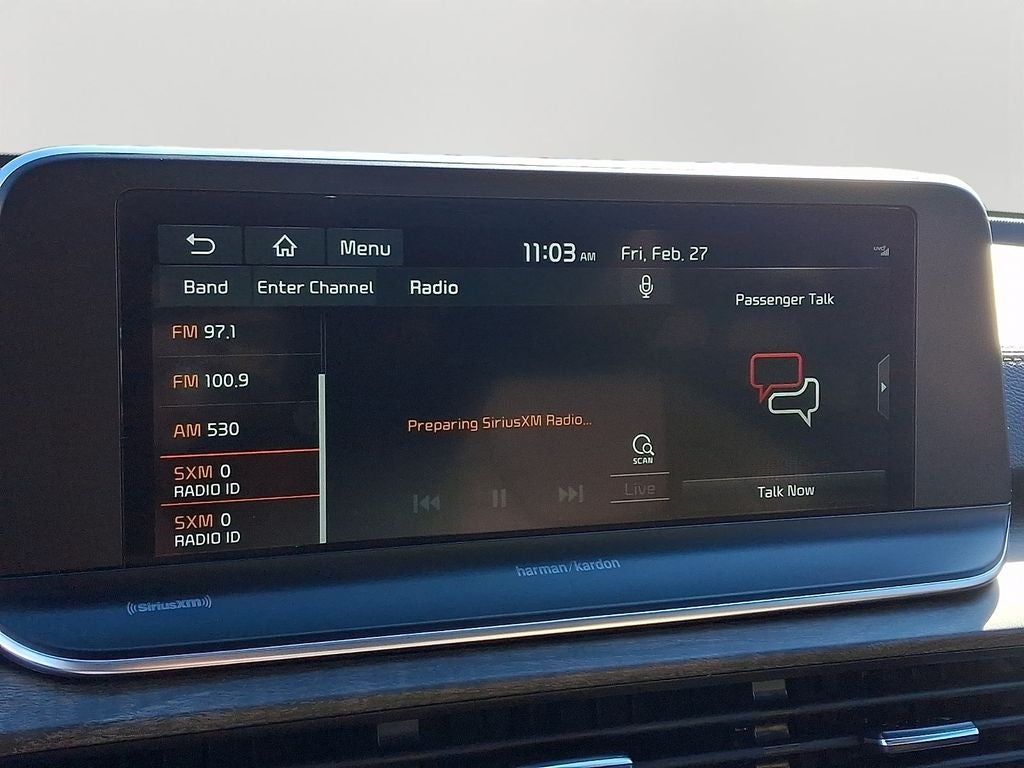 Menu
11:03 AM
Fri, Feb. 27
UVO
Band
Enter Channel
Radio
Passenger Talk
FM 97.1
FM 100.9
AM 530
SXM 0
RADIO ID
SXM 0
RADIO ID
Preparing SiriusXM Radio...
SCAN
Live
Talk Now
harman/kardon
((SiriusXM))